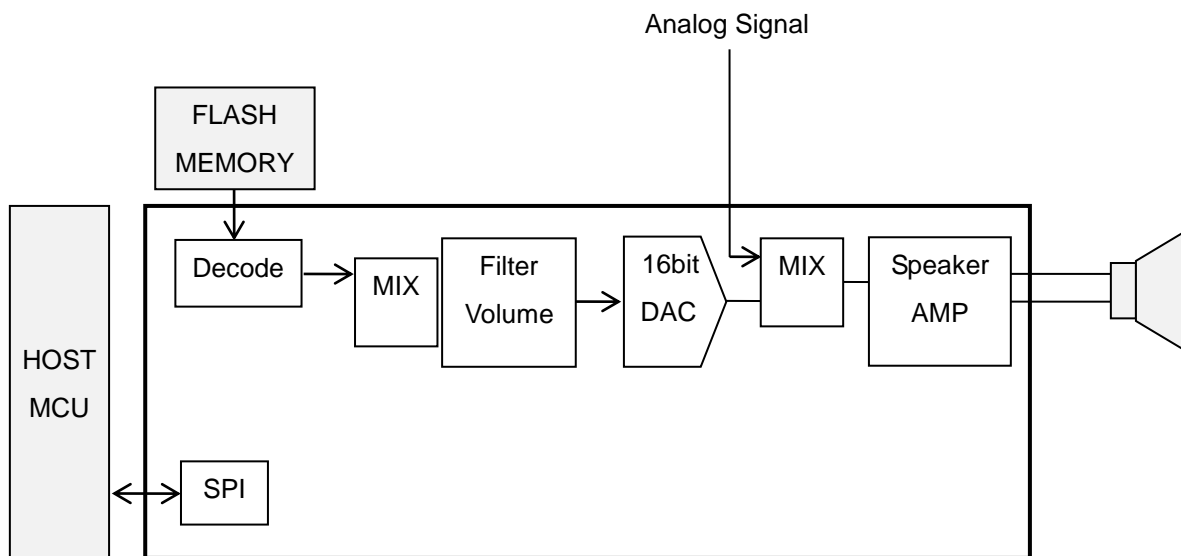 Analog Signal
FLASH
MEMORY
Decode
MIX
Filter
Volume
16bit
DAC
MIX
Speaker
AMP
HOST
MCU
SPI